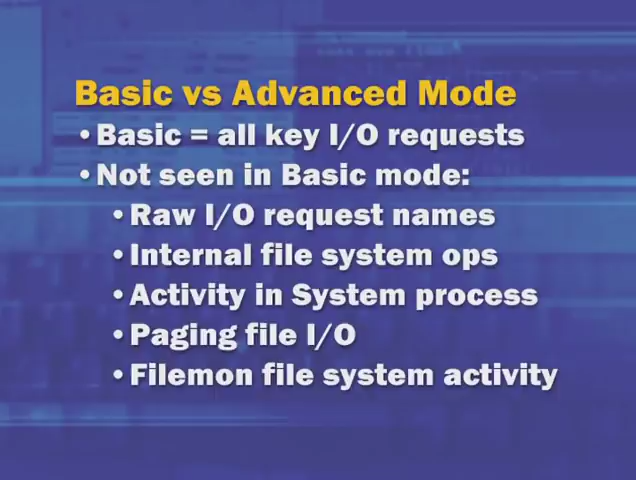 Basic vs Advanced Mode
•Basic = all key I/O requests
•Not seen in Basic mode:
•Raw I/O request names
•Internal file system ops
•Activity in System process
•Paging file I/O
•Filemon file system activity